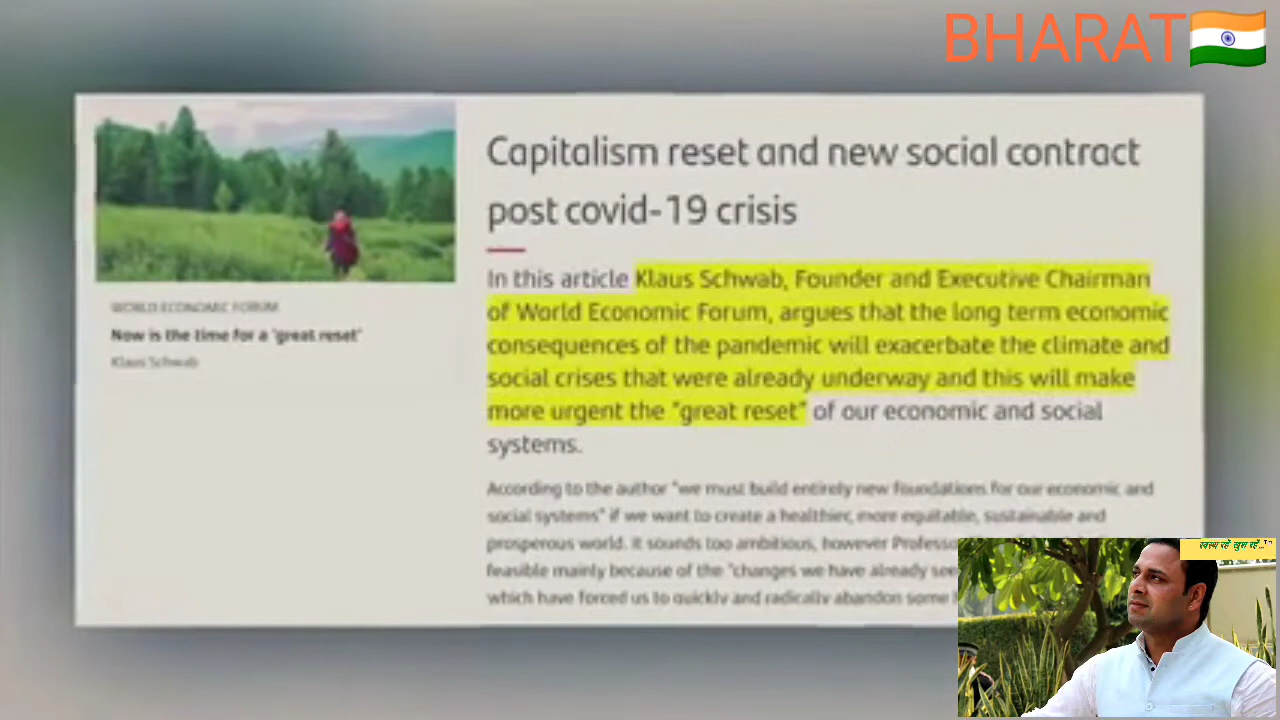 BHARAT
Capitalism reset and new social contract
post covid-19 crisis
In this article Klaus Schwab, Founder and Executive Chairman
of World Economic Forum, argues that the long term economic
consequences of the pandemic will exacerbate the climate and
social crises that were already underway and this will make
more urgent the "great reset" of our economic and social
systems.
WORLD ECONOMIC FORUM
Now is the time for a 'great reset'
Klaus Schwab
According to the author "we must build entirely new foundations for our economic and
social systems" if we want to create a healthier, more equitable, sustainable and
prosperous world. It sounds too ambitious, however Profess
feasible mainly because of the "changes we have already se
which have forced us to quickly and radically abandon some
स्वस्थ रहें खुश रहें...